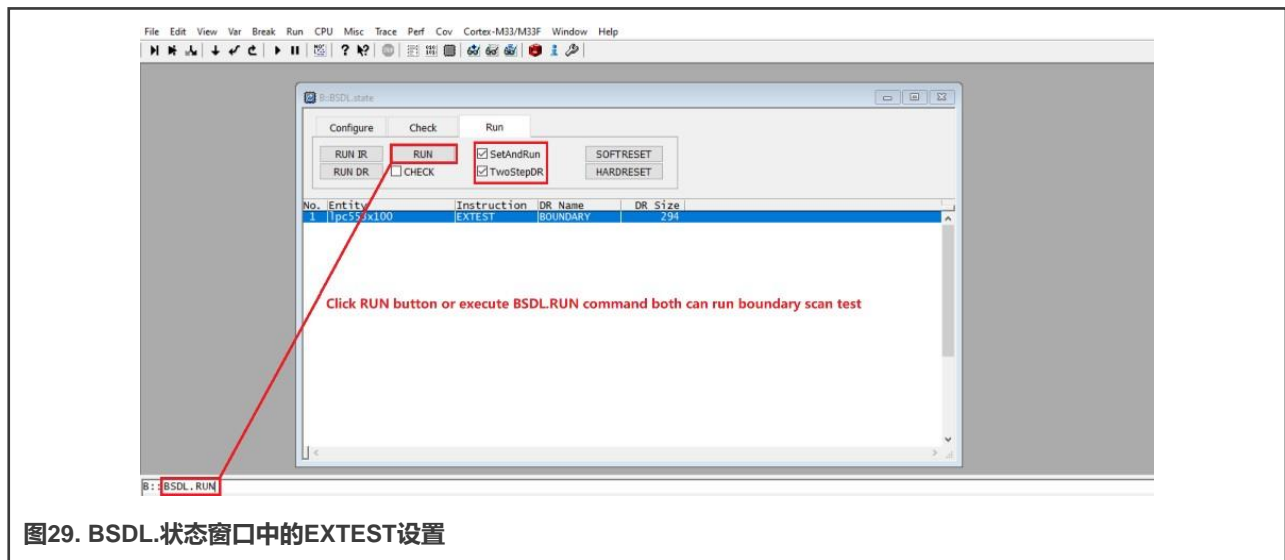 File Edit View Var Break Run CPU Misc Trace Perf Cov Cortex-M33/M33F Window Help
B::BSDL.state
Configure Check Run
RUN IR RUN SetAndRun SOFTRESET
RUN DR CHECK TwoStepDR HARDRESET
No. Entity Instruction DR Name DR Size
1 lpc553x100 EXTEST BOUNDARY 294
Click RUN button or execute BSDL.RUN command both can run boundary scan test
B::BSDL.RUN
图29. BSDL.状态窗口中的EXTEST设置